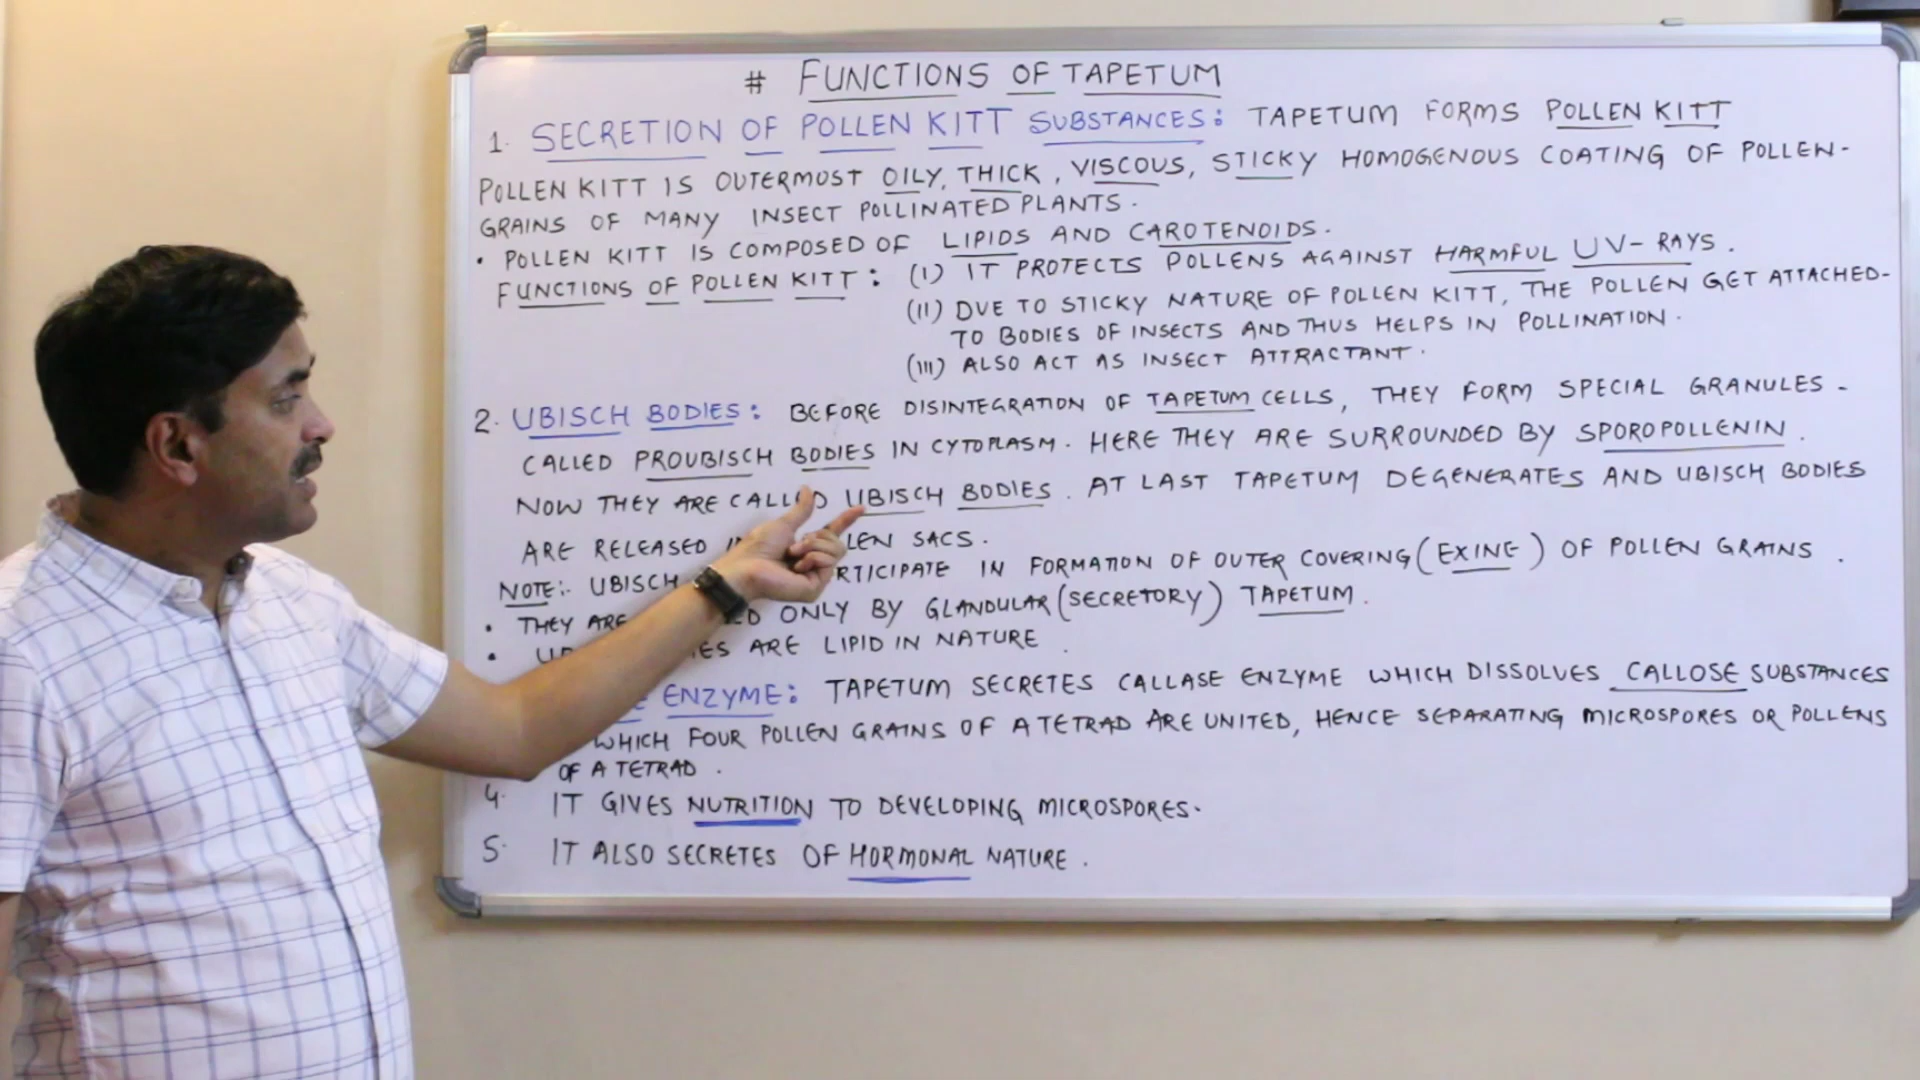 # FUNCTIONS OF TAPETUM
1. SECRETION OF POLLEN KITT SUBSTANCES: TAPETUM FORMS POLLEN KITT
POLLEN KITT IS OUTERMOST OILY, THICK, VISCOUS, STICKY HOMOGENOUS COATING OF POLLEN-
GRAINS OF MANY INSECT POLLINATED PLANTS.
• POLLEN KITT IS COMPOSED OF LIPIDS AND CAROTENOIDS.
FUNCTIONS OF POLLEN KITT: (I) IT PROTECTS POLLENS AGAINST HARMFUL UV-RAYS.
(II) DUE TO STICKY NATURE OF POLLEN KITT, THE POLLEN GET ATTACHED-
TO BODIES OF INSECTS AND THUS HELPS IN POLLINATION.
(III) ALSO ACT AS INSECT ATTRACTANT.
2. UBISCH BODIES: BEFORE DISINTEGRATION OF TAPETUM CELLS, THEY FORM SPECIAL GRANULES-
CALLED PROUBISCH BODIES IN CYTOPLASM. HERE THEY ARE SURROUNDED BY SPOROPOLLENIN.
NOW THEY ARE CALLED UBISCH BODIES. AT LAST TAPETUM DEGENERATES AND UBISCH BODIES
ARE RELEASED SACS.
NOTE:- UBISCH IN FORMATION OF OUTER COVERING (EXINE) OF POLLEN GRAINS.
• THEY ARE ONLY BY GLANDULAR (SECRETORY) TAPETUM.
• ARE LIPID IN NATURE.
ENZYME: TAPETUM SECRETES CALLASE ENZYME WHICH DISSOLVES CALLOSE SUBSTANCES
WHICH FOUR POLLEN GRAINS OF A TETRAD ARE UNITED, HENCE SEPARATING MICROSPORES OR POLLENS
OF A TETRAD.
4. IT GIVES NUTRITION TO DEVELOPING MICROSPORES.
5. IT ALSO SECRETES OF HORMONAL NATURE.